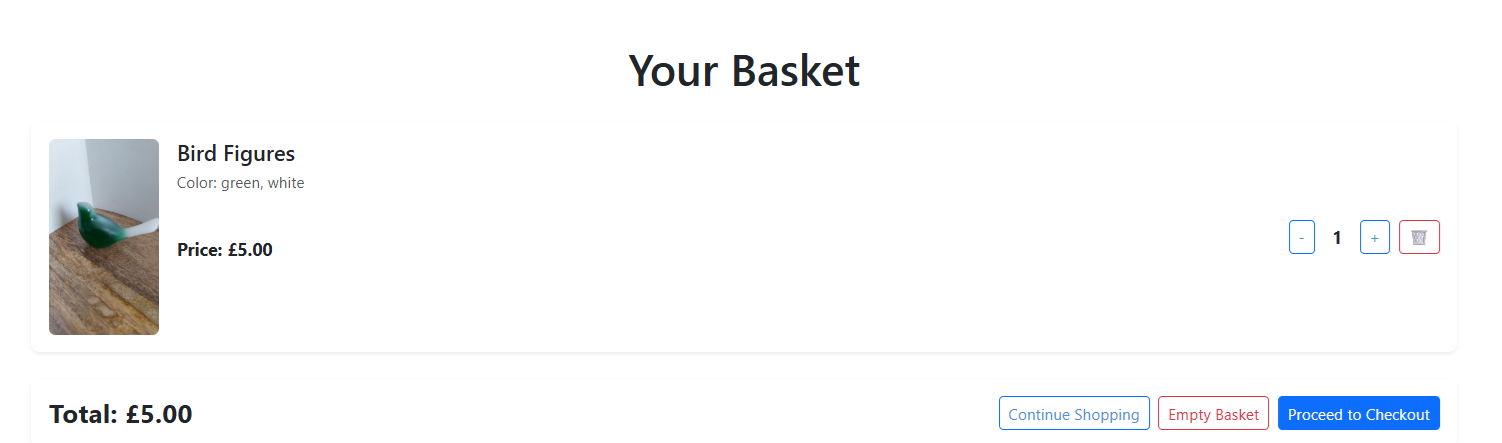 Your Basket
Bird Figures
Color: green, white
Price: £5.00
- 1 +
Total: £5.00
Continue Shopping
Empty Basket
Proceed to Checkout